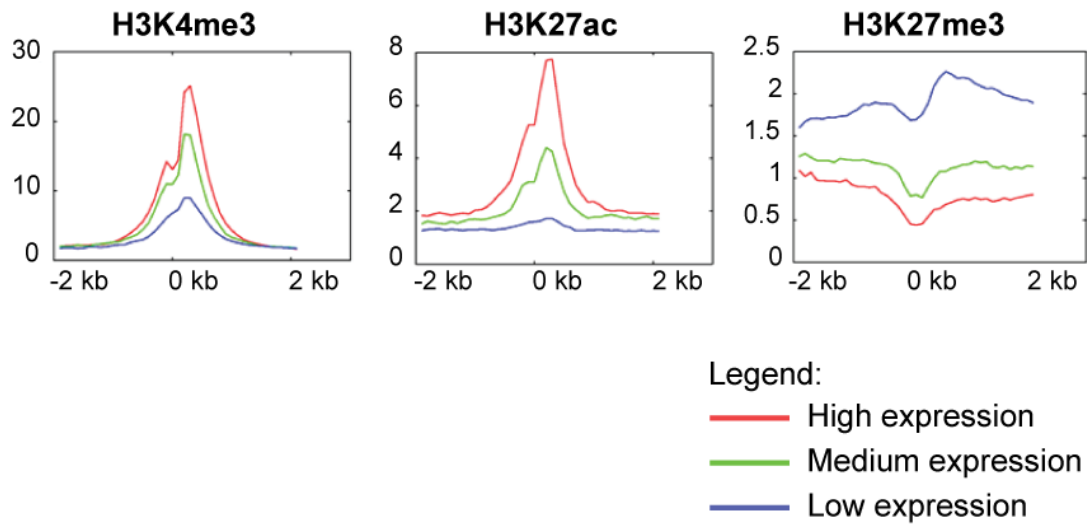 H3K4me3
30
20
10
0
-2 kb 0 kb 2 kb
H3K27ac
8
6
4
2
0
-2 kb 0 kb 2 kb
H3K27me3
2.5
2
1.5
1
0.5
0
-2 kb 0 kb 2 kb
Legend:
High expression
Medium expression
Low expression